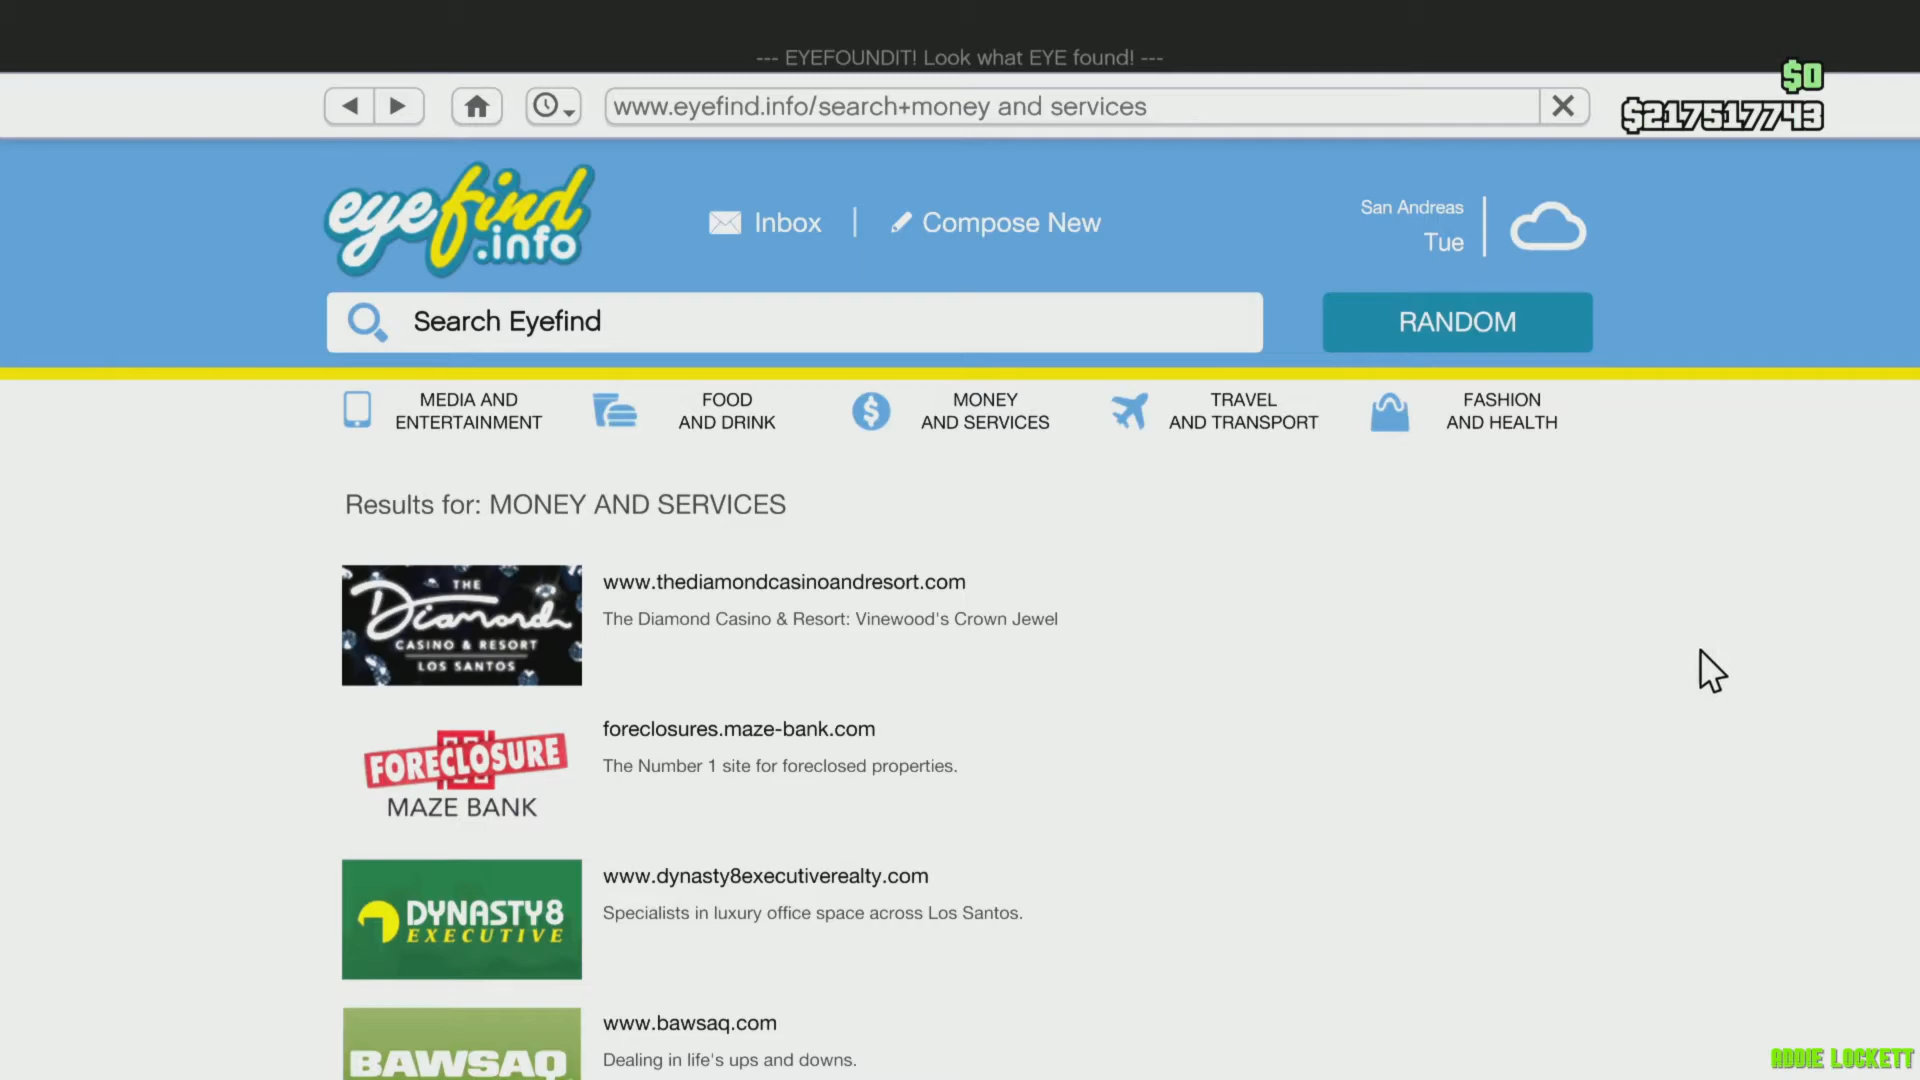 --- EYEFOUNDIT! Look what EYE found! ---
$0
www.eyefind.info/search+money and services
$217517743
eyefind
.info
Inbox
Compose New
San Andreas
Tue
Search Eyefind
RANDOM
MEDIA AND
ENTERTAINMENT
FOOD
AND DRINK
MONEY
AND SERVICES
TRAVEL
AND TRANSPORT
FASHION
AND HEALTH
Results for: MONEY AND SERVICES
THE
Diamond
CASINO & RESORT
LOS SANTOS
www.thediamondcasinoandresort.com
The Diamond Casino & Resort: Vinewood's Crown Jewel
FORECLOSURE
MAZE BANK
foreclosures.maze-bank.com
The Number 1 site for foreclosed properties.
DYNASTY8
EXECUTIVE
www.dynasty8executiverealty.com
Specialists in luxury office space across Los Santos.
BAWSAQ
www.bawsaq.com
Dealing in life's ups and downs.
ADDIE LOCKETT